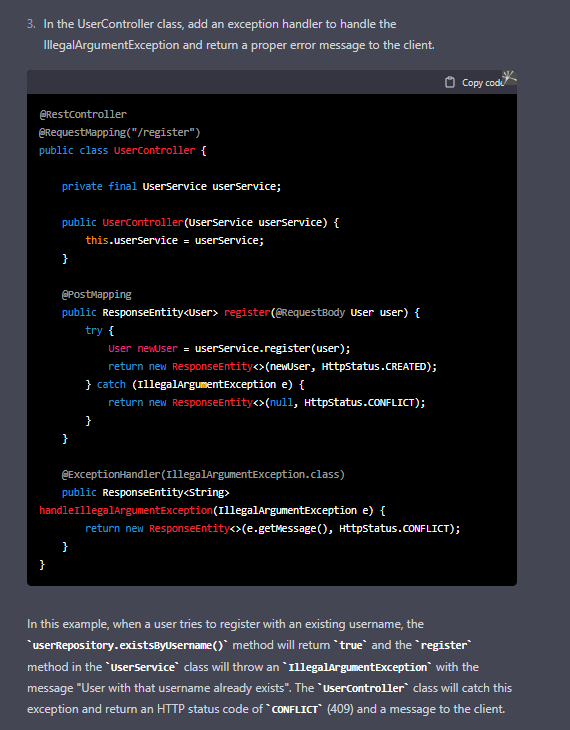 3. In the UserController class, add an exception handler to handle the
IllegalArgumentException and return a proper error message to the client.
Copy code
@RestController
@RequestMapping("/register")
public class UserController {
private final UserService userService;
public UserController(UserService userService) {
this.userService = userService;
}
@PostMapping
public ResponseEntity<User> register(@RequestBody User user) {
try {
User newUser = userService.register(user);
return new ResponseEntity<>(newUser, HttpStatus.CREATED);
} catch (IllegalArgumentException e) {
return new ResponseEntity<>(null, HttpStatus.CONFLICT);
}
}
@ExceptionHandler(IllegalArgumentException.class)
public ResponseEntity<String>
handleIllegalArgumentException(IllegalArgumentException e) {
return new ResponseEntity<>(e.getMessage(), HttpStatus.CONFLICT);
}
}
In this example, when a user tries to register with an existing username, the
`userRepository.existsByUsername()` method will return `true` and the `register`
method in the `UserService` class will throw an `IllegalArgumentException` with the
message "User with that username already exists". The `UserController` class will catch this
exception and return an HTTP status code of `CONFLICT` (409) and a message to the client.